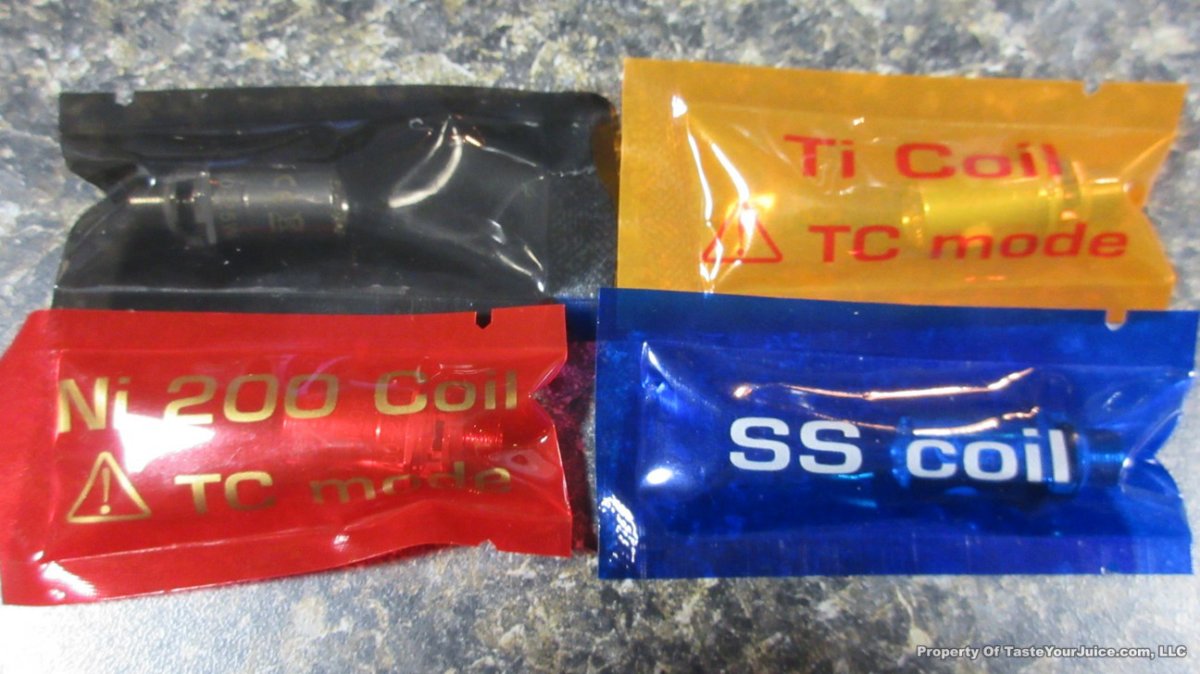 Ti Coil
⚠ TC mode
Ni 200 Coil
⚠ TC mode
SS coil
Property Of TasteYourJuice.com, LLC